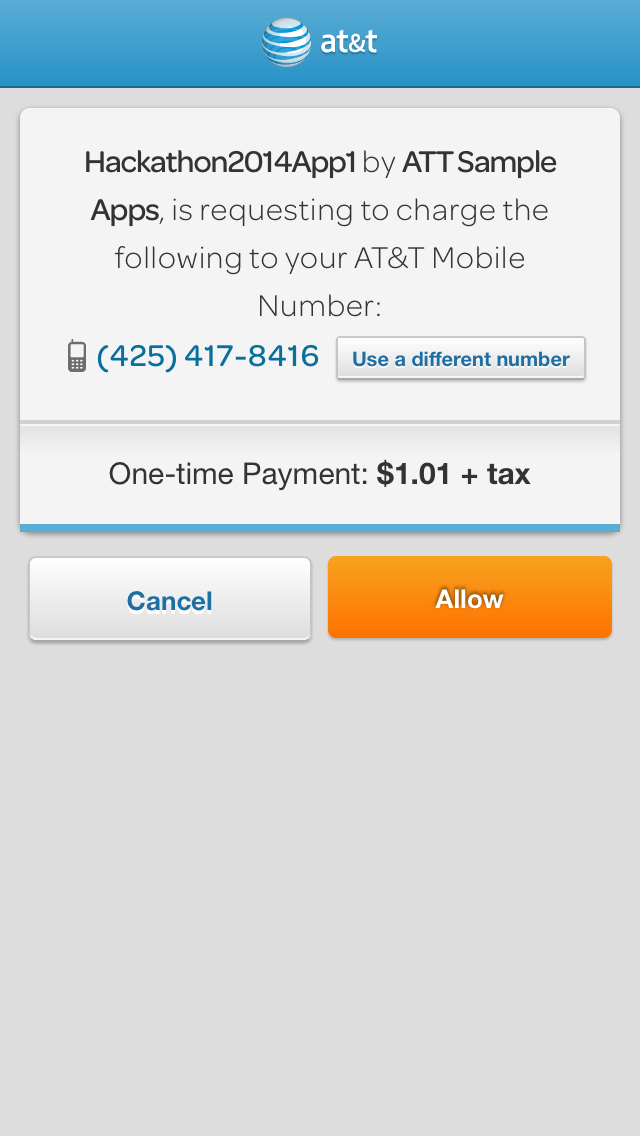 at&t
Hackathon2014App1 by ATT Sample
Apps, is requesting to charge the
following to your AT&T Mobile
Number:
(425) 417-8416 Use a different number
One-time Payment: $1.01 + tax
Cancel Allow